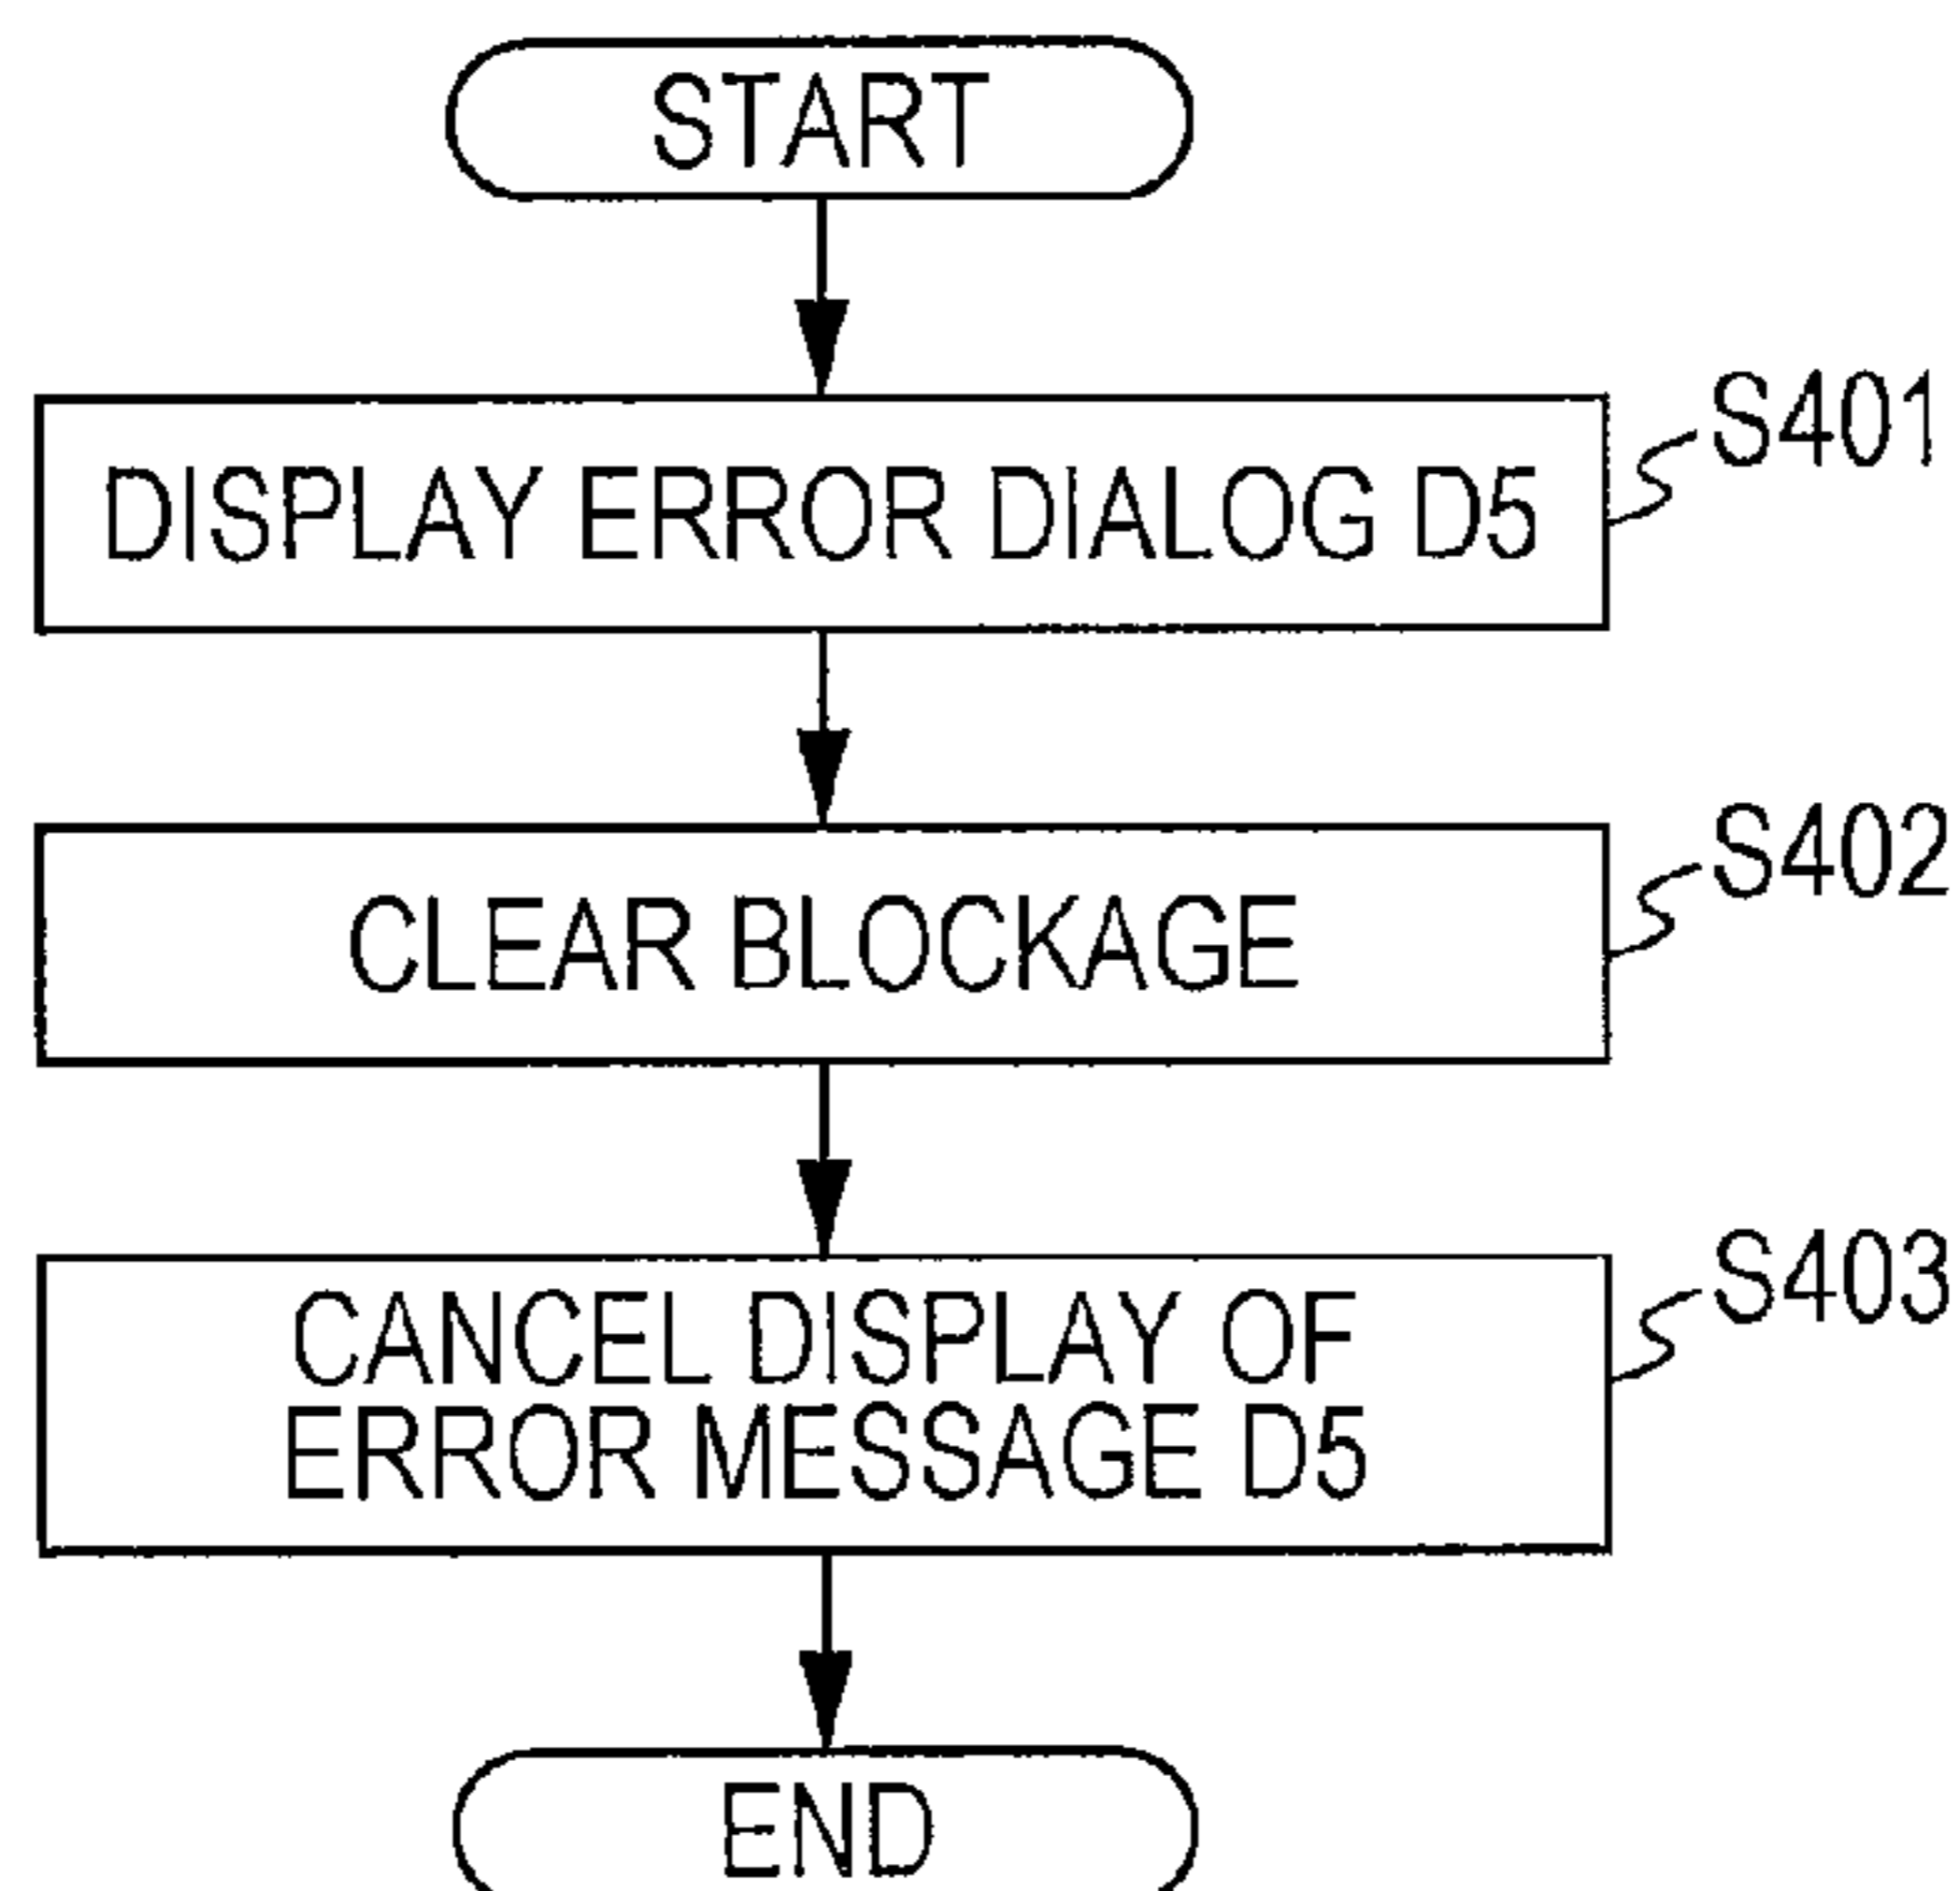 START
DISPLAY ERROR DIALOG D5
S401
CLEAR BLOCKAGE
S402
CANCEL DISPLAY OF
ERROR MESSAGE D5
S403
END